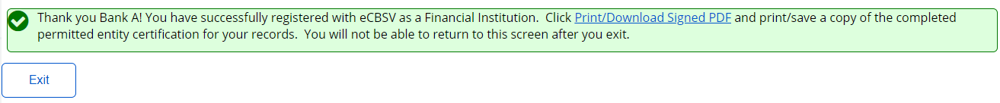 Thank you Bank A! You have successfully registered with eCBSV as a Financial Institution.  Click Print/Download Signed PDF and print/save a copy of the completed
permitted entity certification for your records.  You will not be able to return to this screen after you exit.
Exit